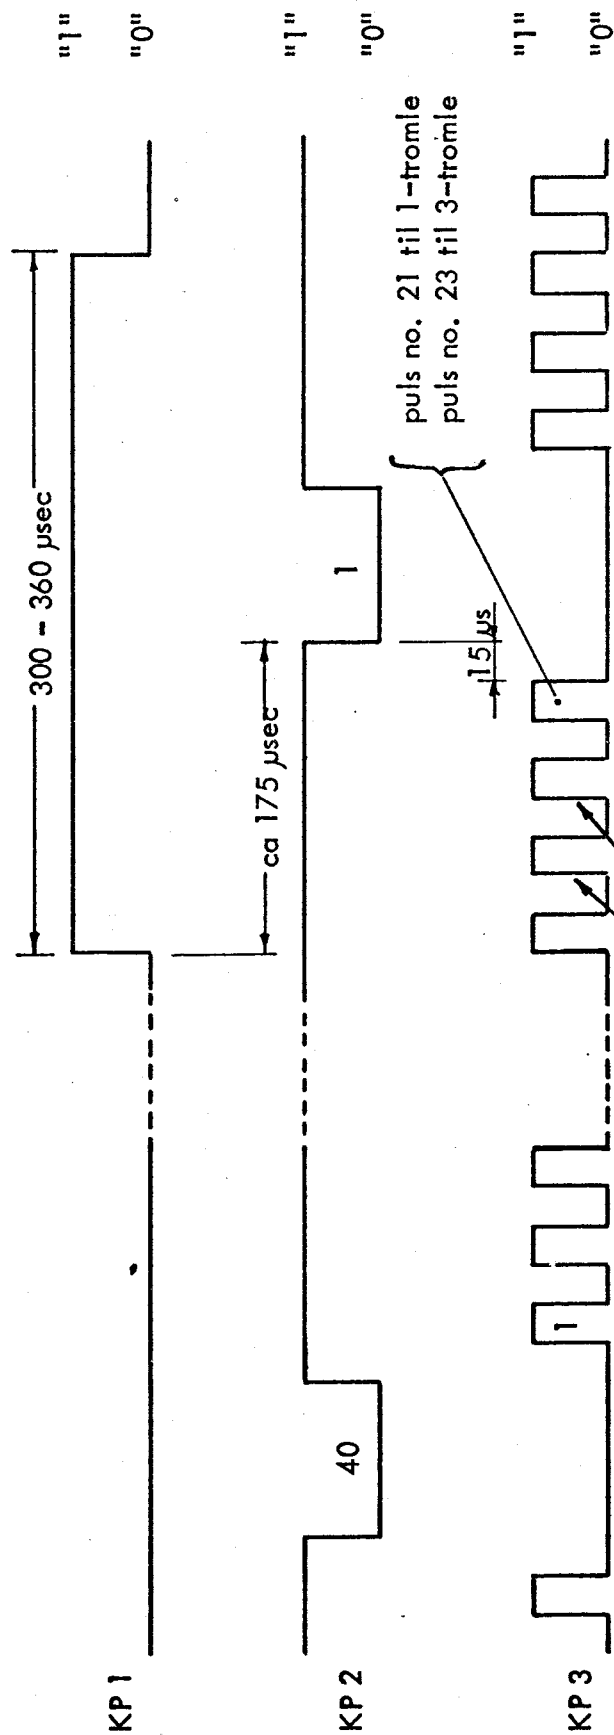 KP 1
300 - 360 µsec
"1"
"0"
KP 2
40
ca 175 µsec
1
"1"
"0"
15 µs
puls no. 21 til 1-tromle
puls no. 23 til 3-tromle
KP 3
1
"1"
"0"